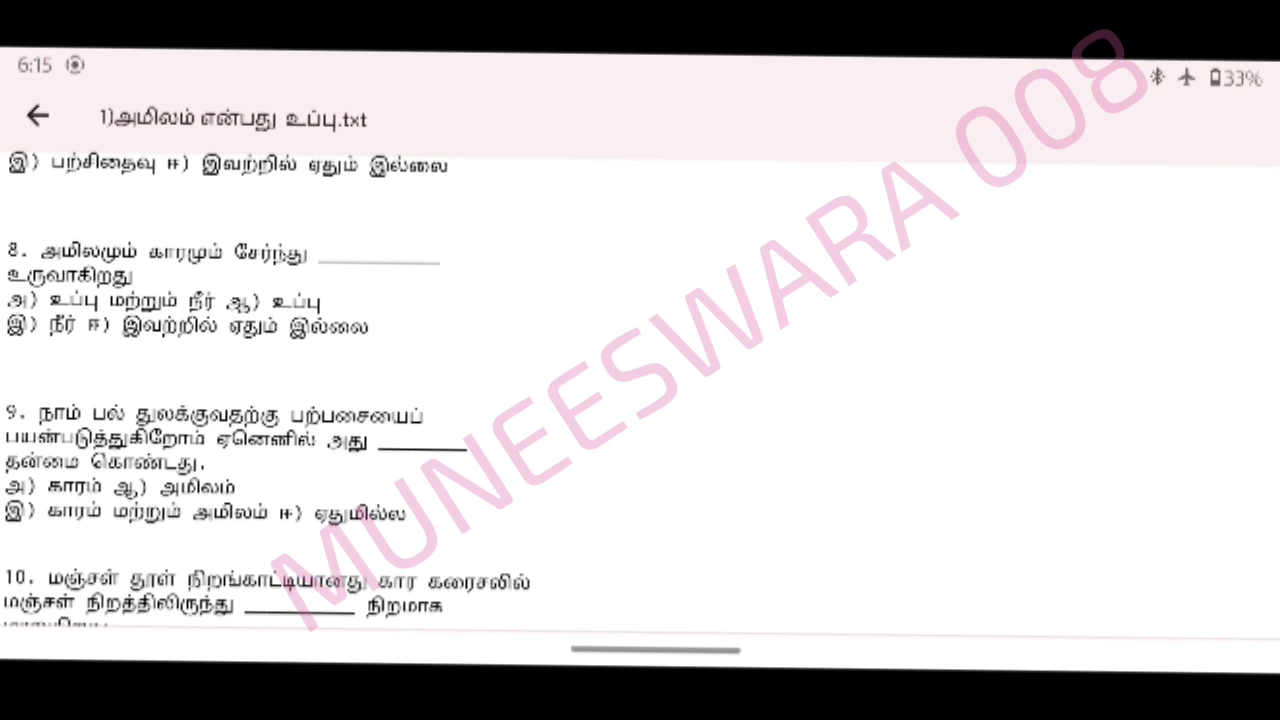 6:15
33%
1)அமிலம் என்பது உப்பு.txt
இ) பற்சிதைவு ஈ) இவற்றில் ஏதும் இல்லை
8. அமிலமும் காரமும் சேர்ந்து __________
உருவாகிறது
அ) உப்பு மற்றும் நீர் ஆ) உப்பு
இ) நீர் ஈ) இவற்றில் ஏதும் இல்லை
9. நாம் பல் துலக்குவதற்கு பற்பசையைப்
பயன்படுத்துகிறோம் ஏனெனில் அது ________
தன்மை கொண்டது.
அ) காரம் ஆ) அமிலம்
இ) காரம் மற்றும் அமிலம் ஈ) ஏதுமில்ல
10. மஞ்சள் தூள் நிறங்காட்டியானது கார கரைசலில்
மஞ்சள் நிறத்திலிருந்து __________ நிறமாக
MUNEESWARA 008